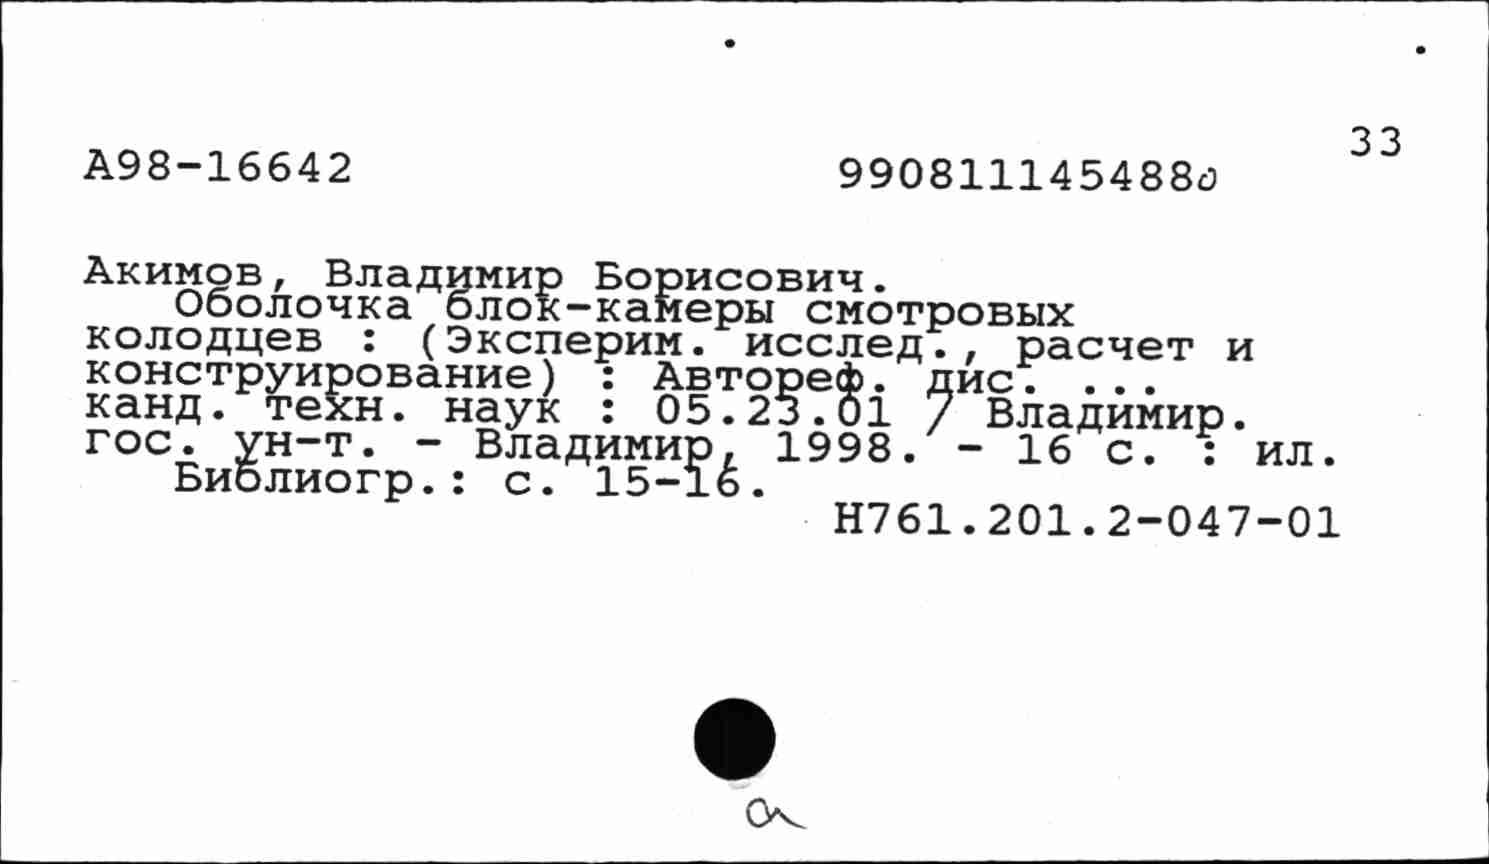 33
А98-16642 9908111454880
Акимов, Владимир Борисович.
Оболочка блок-камеры смотровых
колодцев : (Эксперим. исслед., расчет и
конструирование) : Автореф. дис. ...
канд. техн. наук : 05.23.01 / Владимир.
гос. ун-т. - Владимир, 1998. - 16 с. : ил.
Библиогр.: с. 15-16.
Н761.201.2-047-01
а